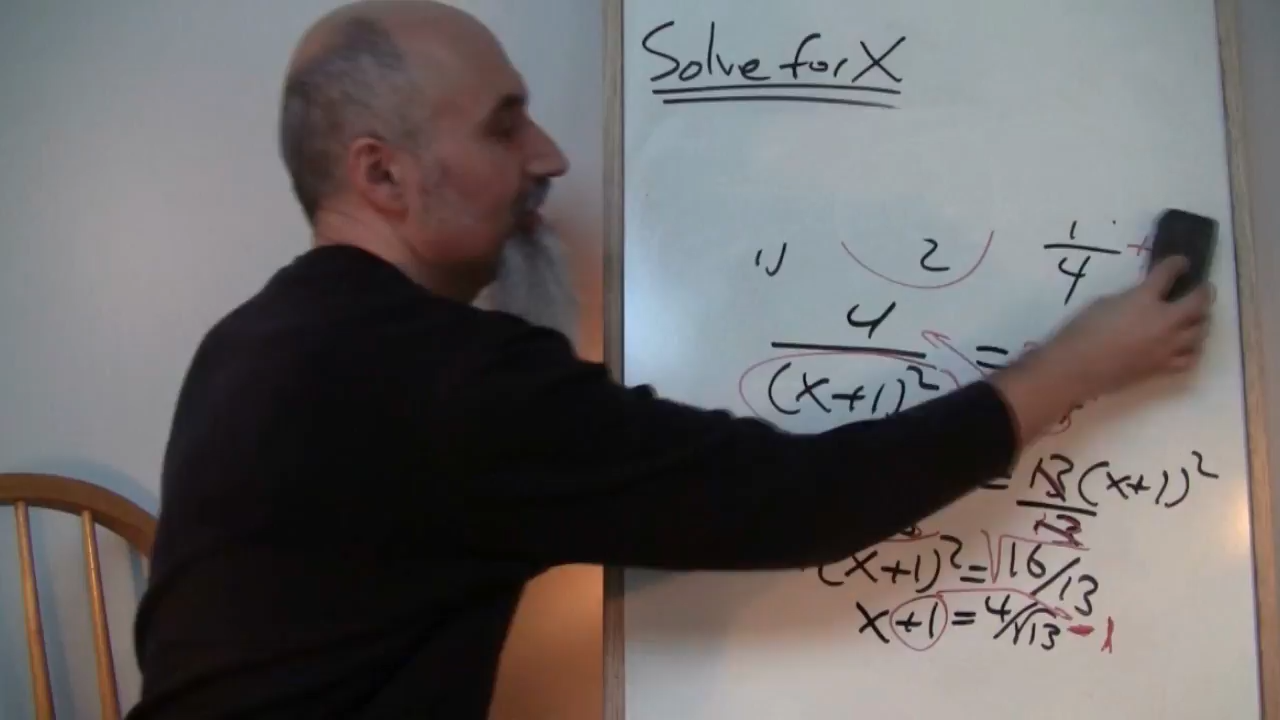 Solve for X
1) 2 1/4 +
4/(x+1)² =
= 13(x+1)²/13
(x+1)² = √16/13
x+1 = 4/√13 - 1